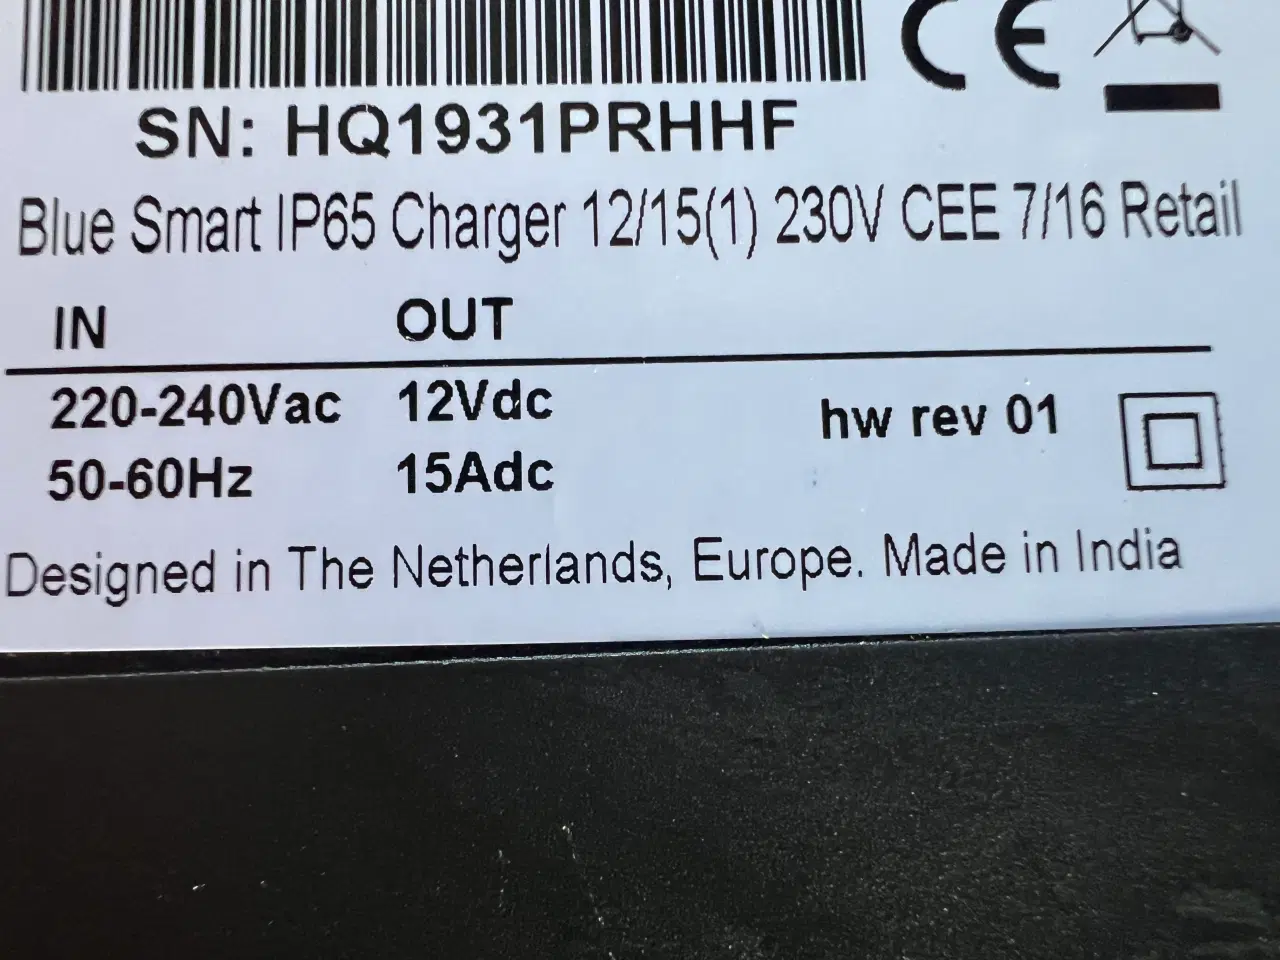 CE
SN: HQ1931PRHHF
Blue Smart IP65 Charger 12/15(1) 230V CEE 7/16 Retail
IN OUT
220-240Vac 12Vdc hw rev 01
50-60Hz 15Adc
Designed in The Netherlands, Europe. Made in India